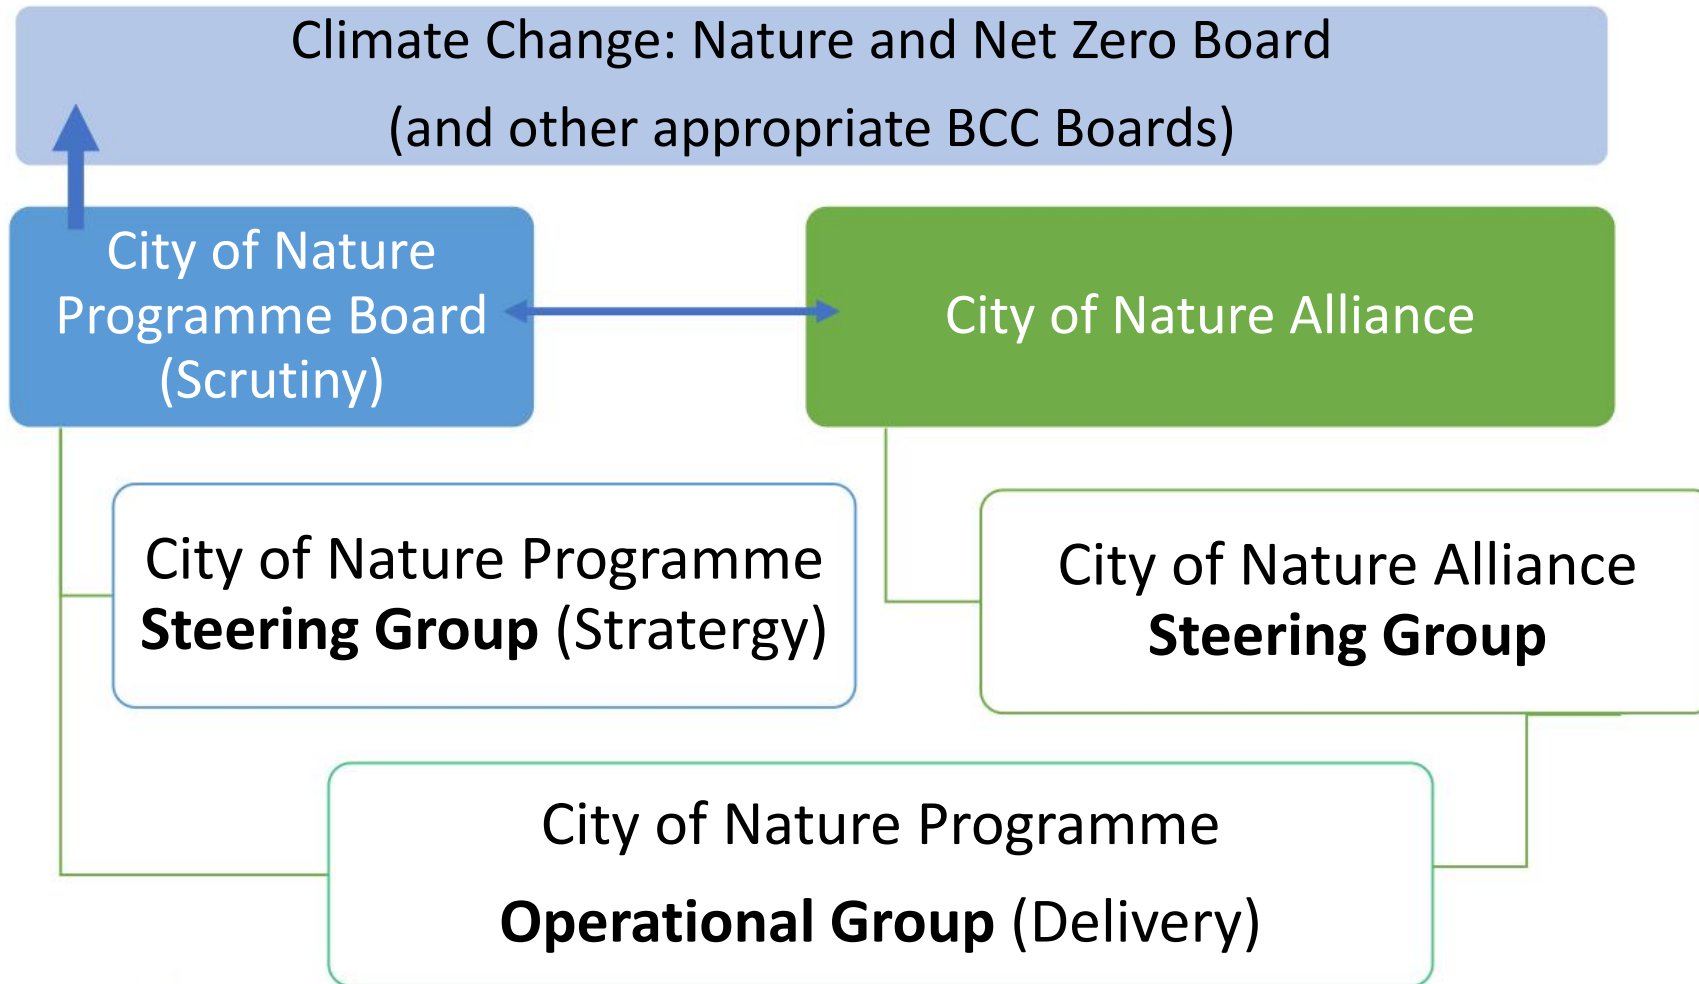 Climate Change: Nature and Net Zero Board
(and other appropriate BCC Boards)
City of Nature
Programme Board
(Scrutiny)
City of Nature Alliance
City of Nature Programme
Steering Group (Stratergy)
City of Nature Alliance
Steering Group
City of Nature Programme
Operational Group (Delivery)